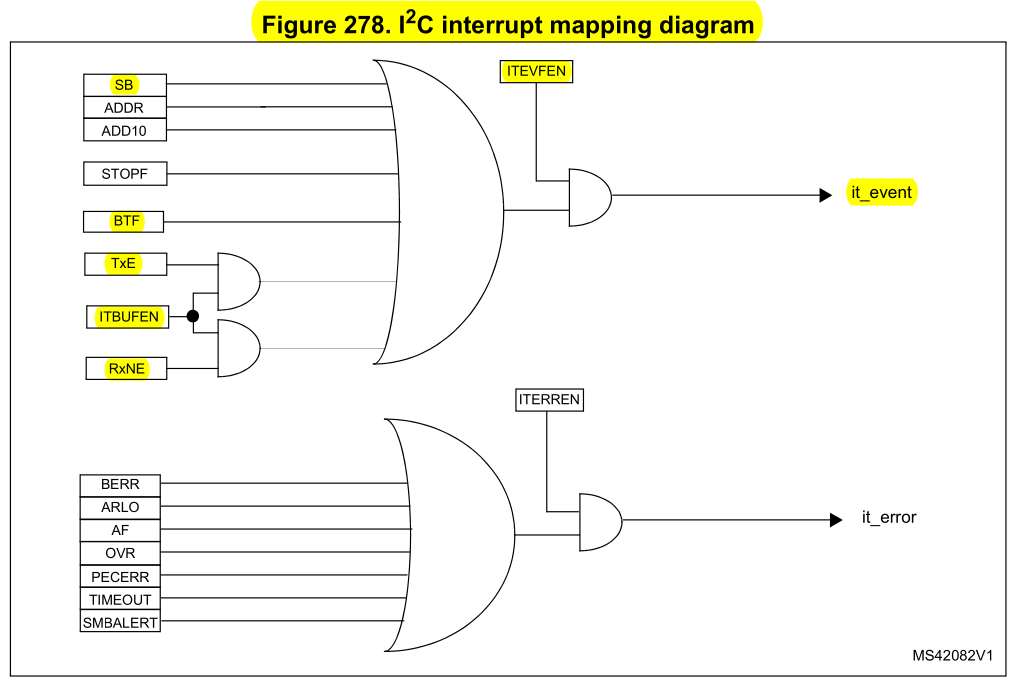 Figure 278. I²C interrupt mapping diagram
ITEVFEN
SB
ADDR
ADD10
STOPF
it_event
BTF
TxE
ITBUFEN
RxNE
ITERREN
BERR
ARLO
AF
it_error
OVR
PECERR
TIMEOUT
SMBALERT
MS42082V1